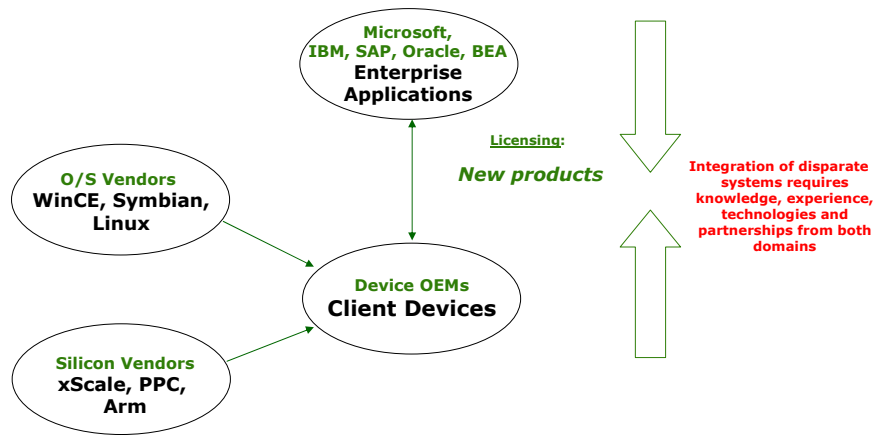 Microsoft,
IBM, SAP, Oracle, BEA
Enterprise
Applications
Licensing:
New products
Integration of disparate
systems requires
knowledge, experience,
technologies and
partnerships from both
domains
O/S Vendors
WinCE, Symbian,
Linux
Device OEMs
Client Devices
Silicon Vendors
xScale, PPC,
Arm